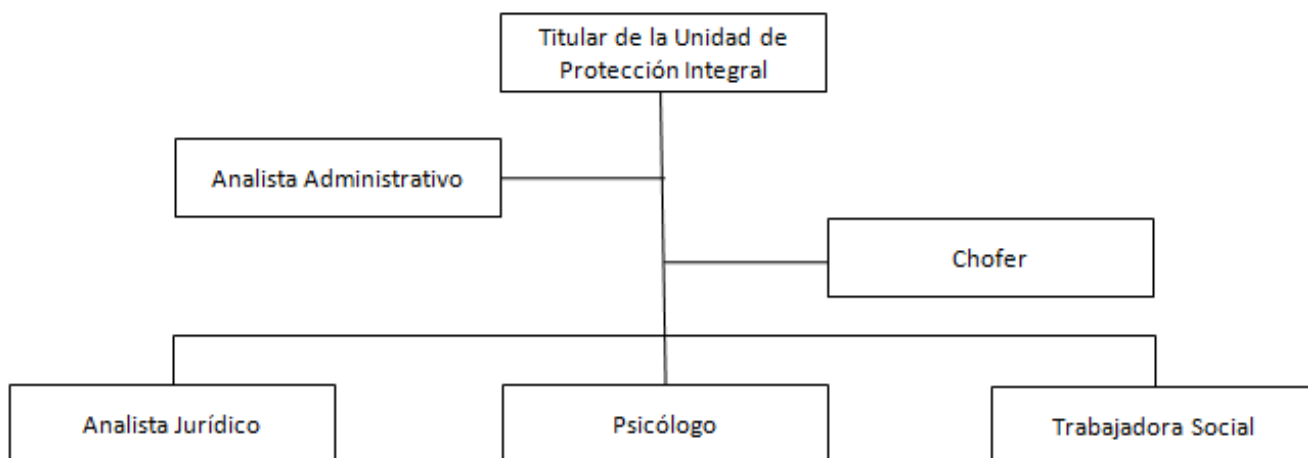 Titular de la Unidad de
Protección Integral
Analista Administrativo
Chofer
Analista Jurídico
Psicólogo
Trabajadora Social